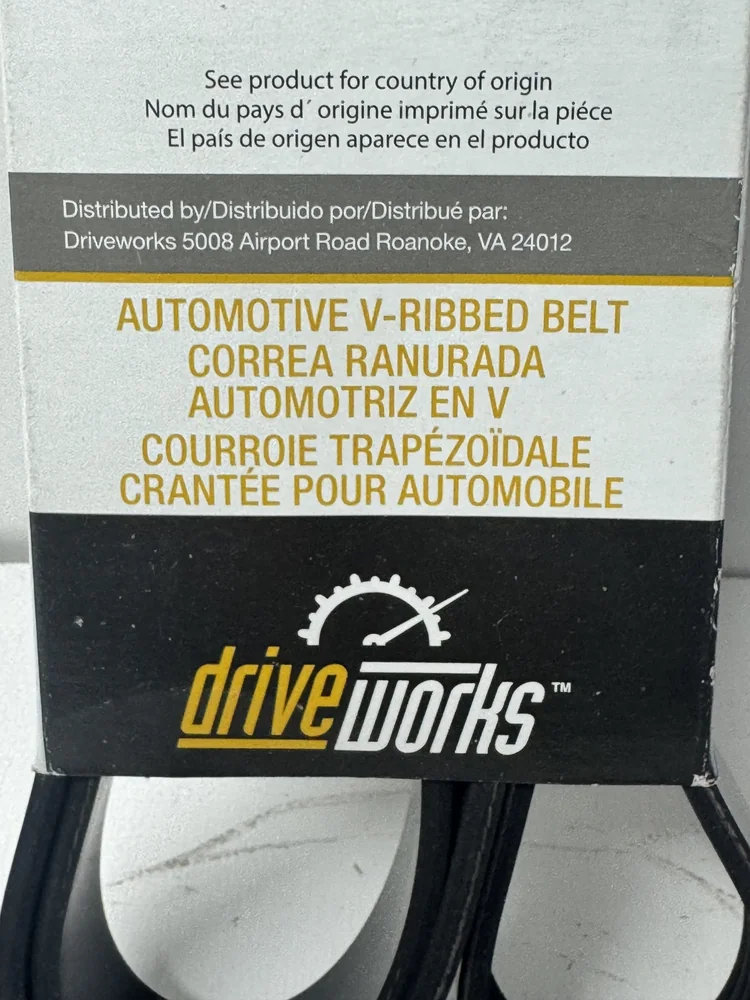 See product for country of origin
Nom du pays d´ origine imprimé sur la piéce
El país de origen aparece en el producto
Distributed by/Distribuido por/Distribué par:
Driveworks 5008 Airport Road Roanoke, VA 24012
AUTOMOTIVE V-RIBBED BELT
CORREA RANURADA
AUTOMOTRIZ EN V
COURROIE TRAPÉZOÏDALE
CRANTÉE POUR AUTOMOBILE
driveworks™